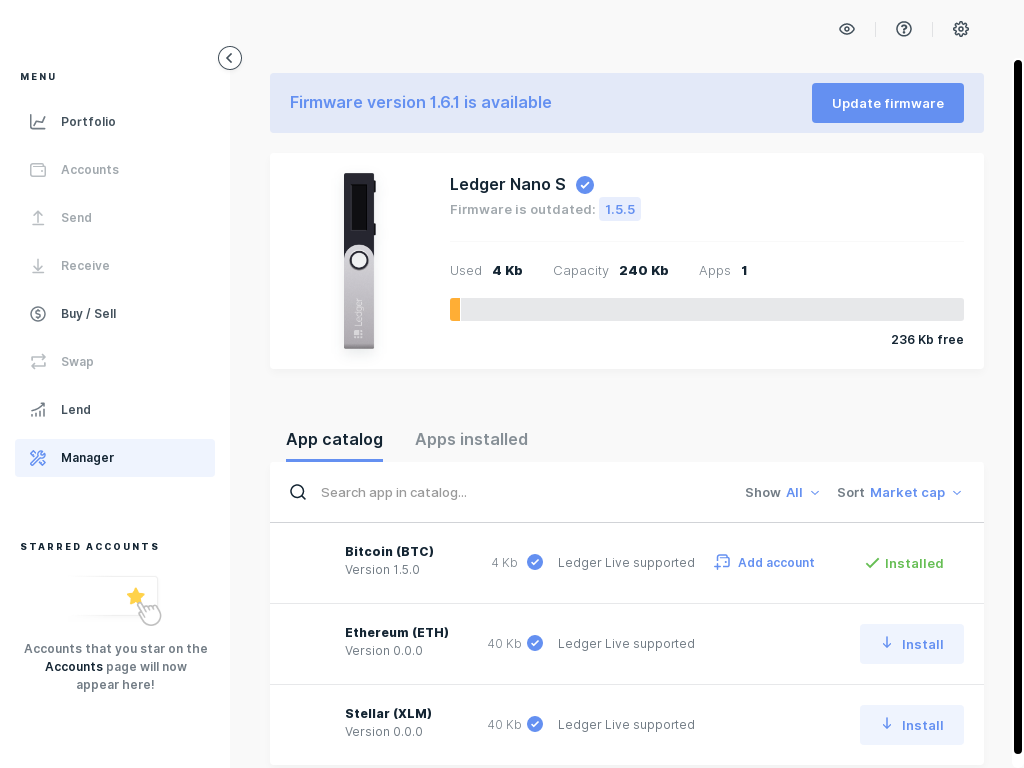 MENU
Portfolio
Accounts
Send
Receive
Buy / Sell
Swap
Lend
Manager
STARRED ACCOUNTS
Accounts that you star on the
Accounts page will now
appear here!
Firmware version 1.6.1 is available
Update firmware
Ledger
Ledger Nano S
Firmware is outdated: 1.5.5
Used 4 Kb Capacity 240 Kb Apps 1
236 Kb free
App catalog Apps installed
Search app in catalog... Show All Sort Market cap
Bitcoin (BTC)
Version 1.5.0
4 Kb Ledger Live supported Add account Installed
Ethereum (ETH)
Version 0.0.0
40 Kb Ledger Live supported Install
Stellar (XLM)
Version 0.0.0
40 Kb Ledger Live supported Install